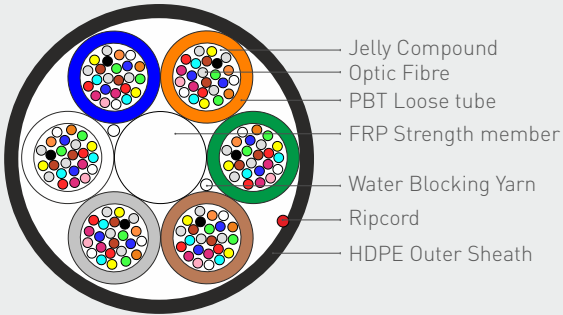 Jelly Compound
Optic Fibre
PBT Loose tube
FRP Strength member
Water Blocking Yarn
Ripcord
HDPE Outer Sheath